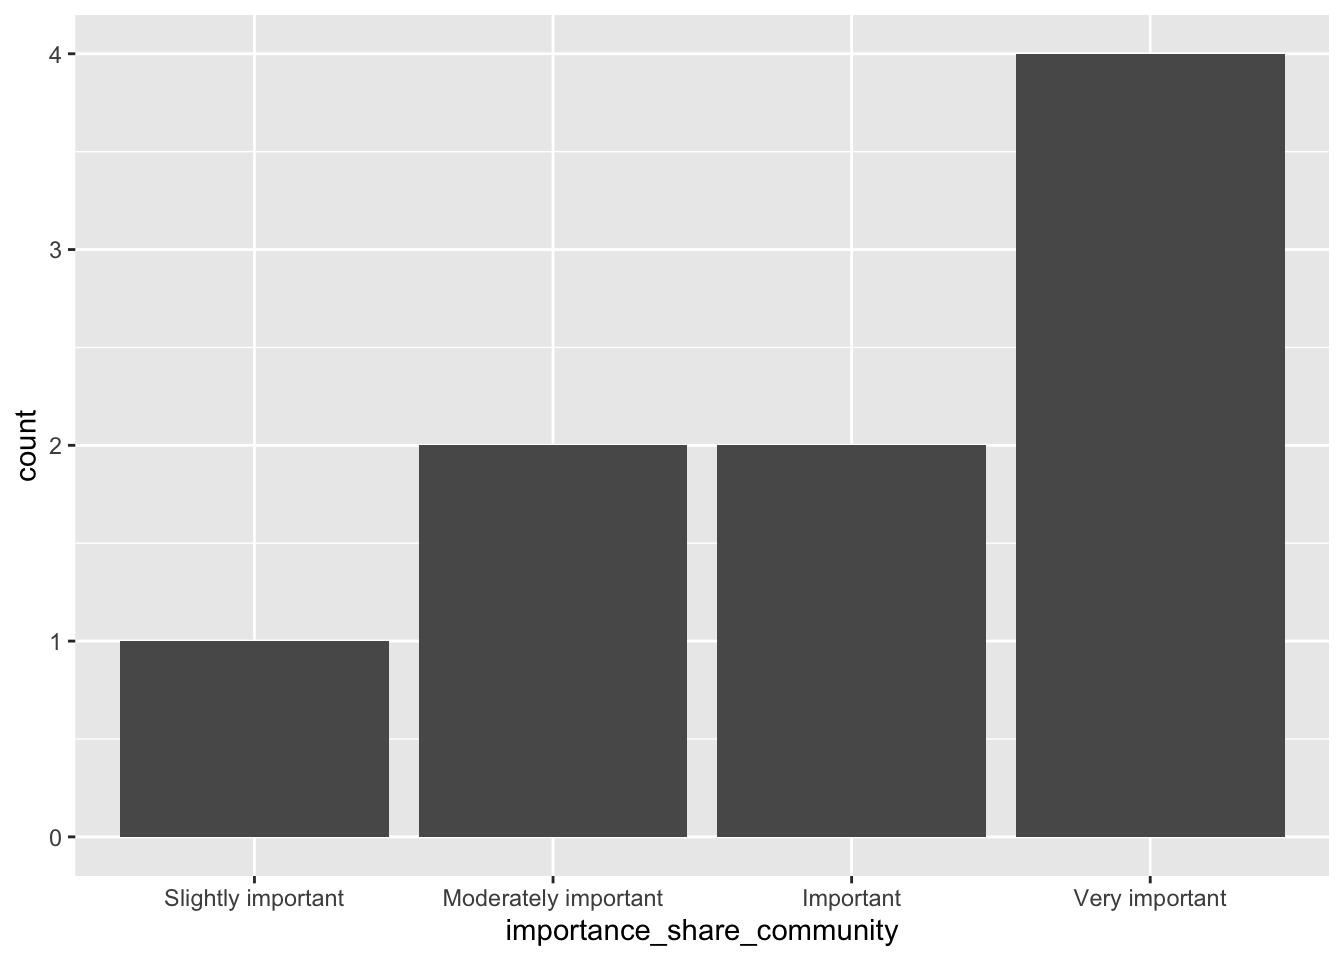 4
3
2
1
0
count
Slightly important
Moderately important
Important
Very important
importance_share_community